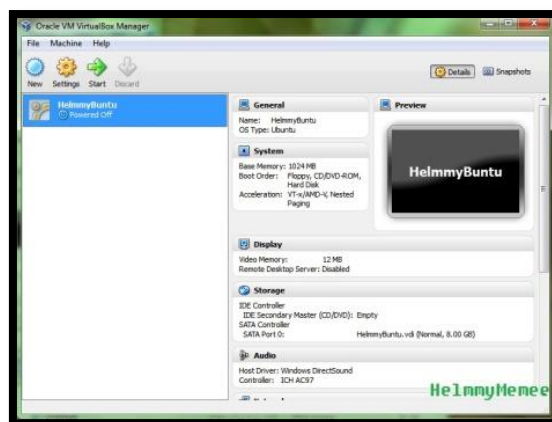 Oracle VM VirtualBox Manager
File Machine Help
New Settings Start Discard
Details Snapshots
HelmmyBuntu
Powered Off
General
Name: HelmmyBuntu
OS Type: Ubuntu
System
Base Memory: 1024 MB
Boot Order: Floppy, CD/DVD-ROM,
Hard Disk
Acceleration: VT-x/AMD-V, Nested
Paging
Preview
HelmmyBuntu
Display
Video Memory: 12 MB
Remote Desktop Server: Disabled
Storage
IDE Controller
IDE Secondary Master (CD/DVD): Empty
SATA Controller
SATA Port 0: HelmmyBuntu.vdi (Normal, 8.00 GB)
Audio
Host Driver: Windows DirectSound
Controller: ICH AC97
HelmmyMemee